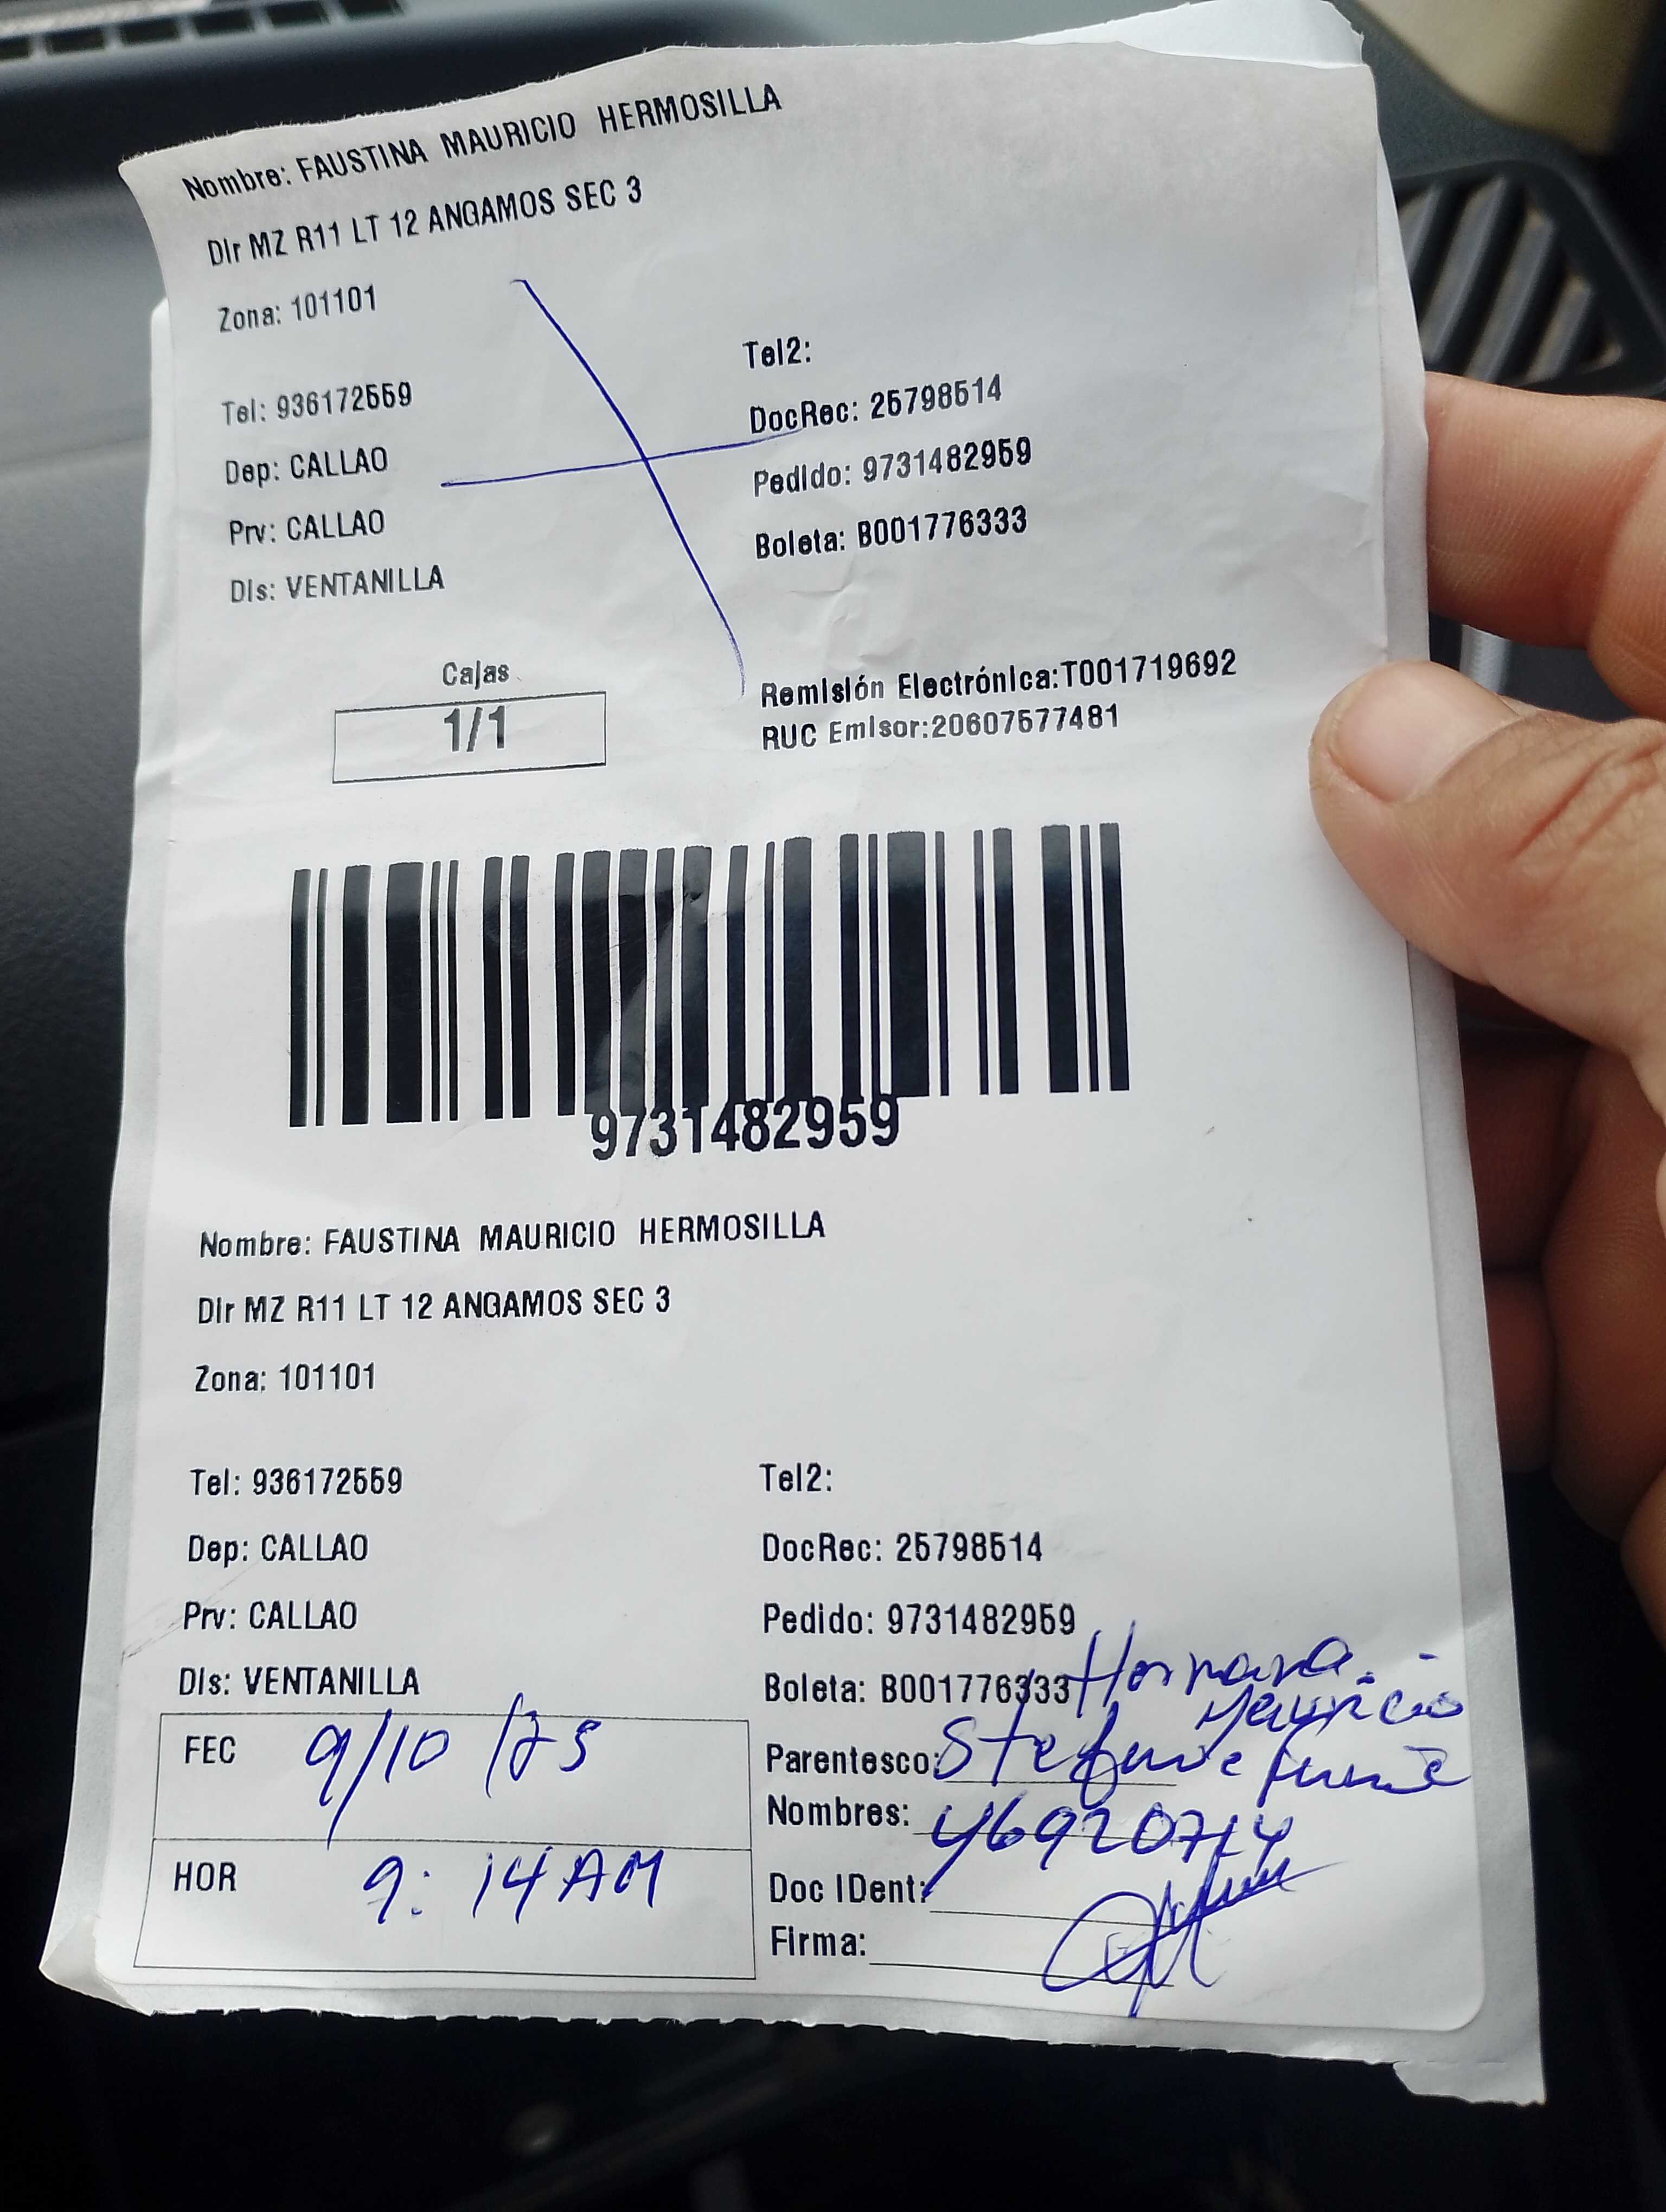 Nombre: FAUSTINA MAURICIO HERMOSILLA
Dir MZ R11 LT 12 ANGAMOS SEC 3
Zona: 101101
Tel2:
Tel: 936172559
DocRec: 25798514
Dep: CALLAO
Pedido: 9731482959
Prv: CALLAO
Boleta: B001776333
Dis: VENTANILLA
Cajas
1/1
Remisión Electrónica:T001719692
RUC Emisor:20607577481
9731482959
Nombre: FAUSTINA MAURICIO HERMOSILLA
Dir MZ R11 LT 12 ANGAMOS SEC 3
Zona: 101101
Tel: 936172559
Tel2:
Dep: CALLAO
DocRec: 25798514
Prv: CALLAO
Pedido: 9731482959
Dis: VENTANILLA
Boleta: B001776333 Hermana.
Mauricio
FEC 9/10/25
Parentesco:
Nombres: 46920714
HOR 9:14AM
Doc IDent:
Firma: